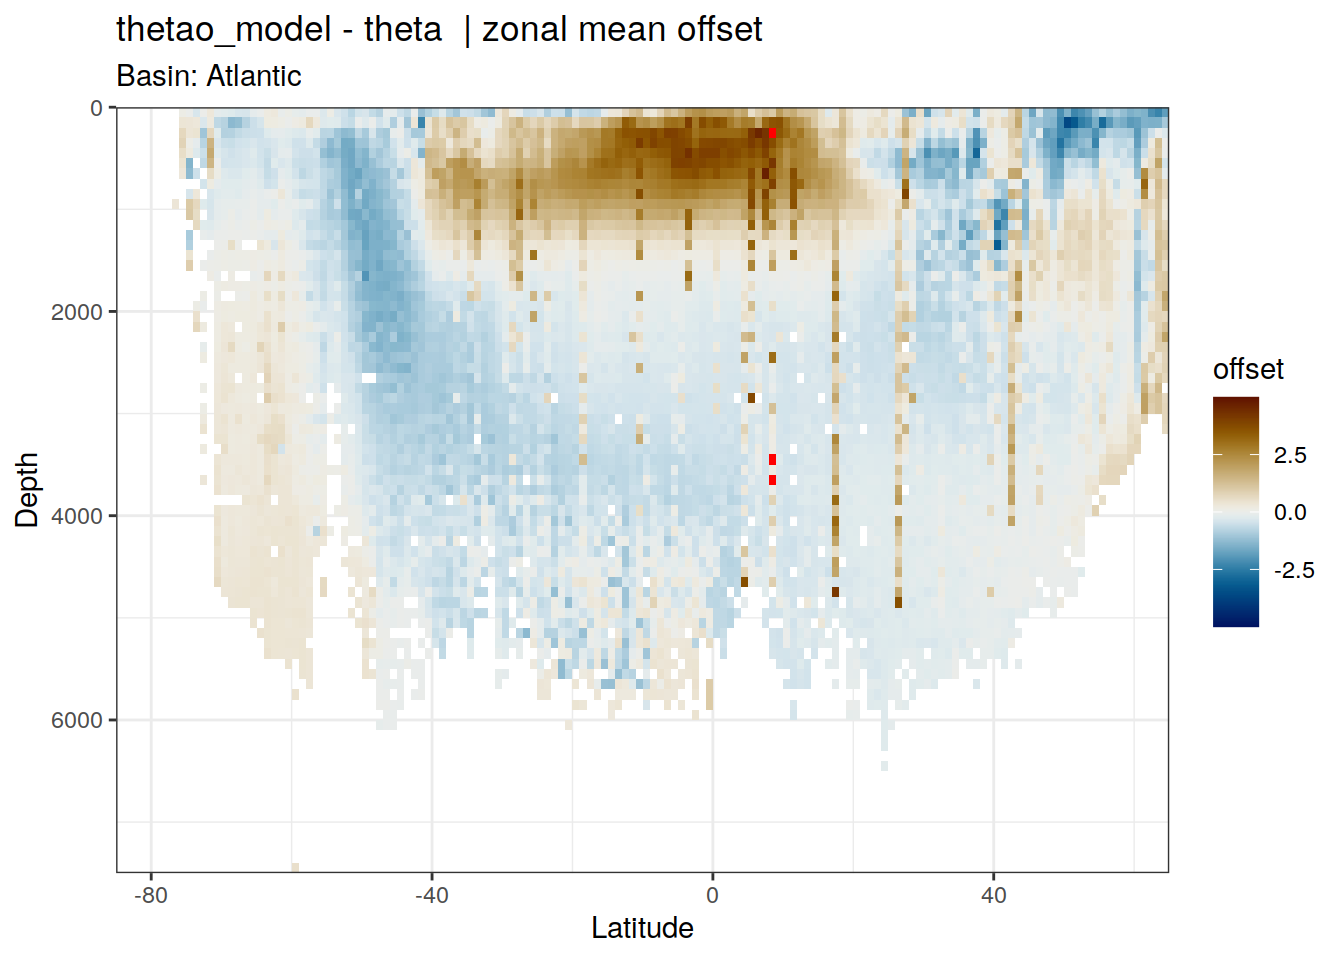 thetao_model - theta  | zonal mean offset
Basin: Atlantic
0
2000
4000
6000
Depth
-80
-40
0
40
Latitude
offset
2.5
0.0
-2.5